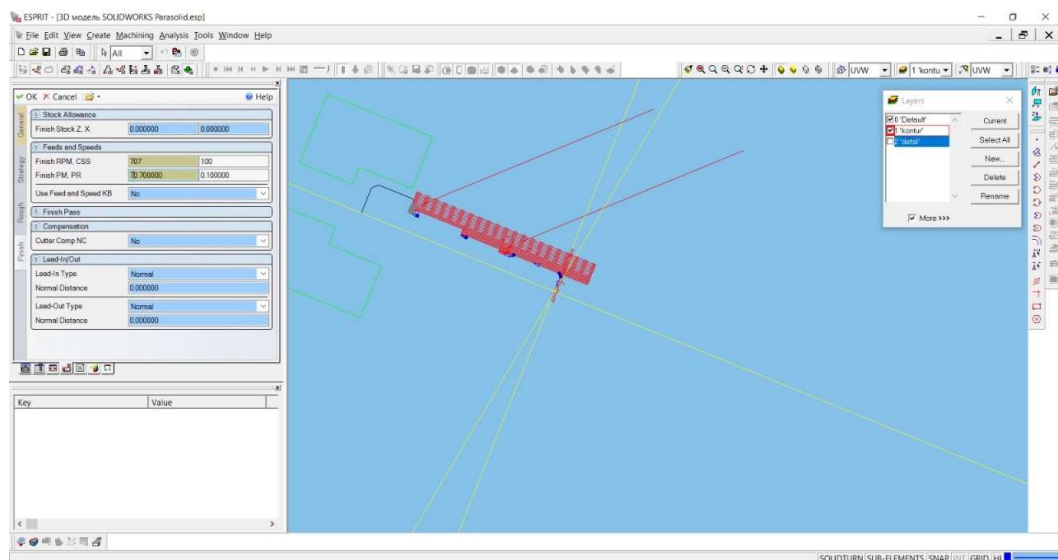 ESPRIT - [3D модель SOLIDWORKS Parasolid.esp]
File Edit View Create Machining Analysis Tools Window Help
All
UVW 1 'kontu' UVW
OK Cancel Help
General
Strategy
Rough
Finish
Stock Allowance
Finish Stock Z, X 0.000000 0.000000
Feeds and Speeds
Finish RPM, CSS 707 100
Finish PM, PR 70.700000 0.100000
Use Feed and Speed KB No
Finish Pass
Compensation
Cutter Comp NC No
Lead-In/Out
Lead-In Type Normal
Normal Distance 0.000000
Lead-Out Type Normal
Normal Distance 0.000000
Key Value
Layers
0 'Default'
1 'kontur'
Current
Select All
New...
Delete
Rename
More >>>
SOLIDTURN SUB-ELEMENTS SNAP INT GRID HI